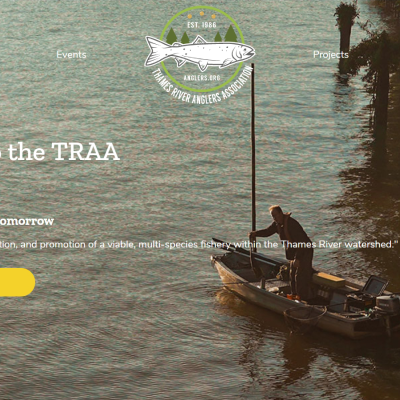 EST. 1986
Events
Projects
ANGLERS.ORG
THAMES RIVER ANGLERS ASSOCIATION
the TRAA
omorrow
tion, and promotion of a viable, multi-species fishery within the Thames River watershed."